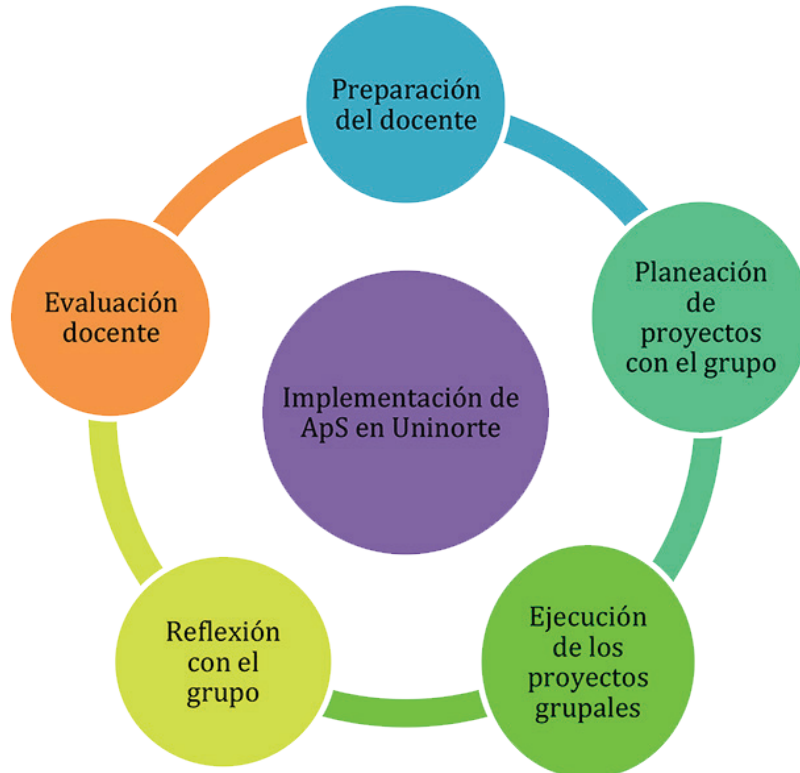 Preparación
del docente
Planeación
de
proyectos
con el grupo
Ejecución
de los
proyectos
grupales
Reflexión
con el
grupo
Evaluación
docente
Implementación de
ApS en Uninorte